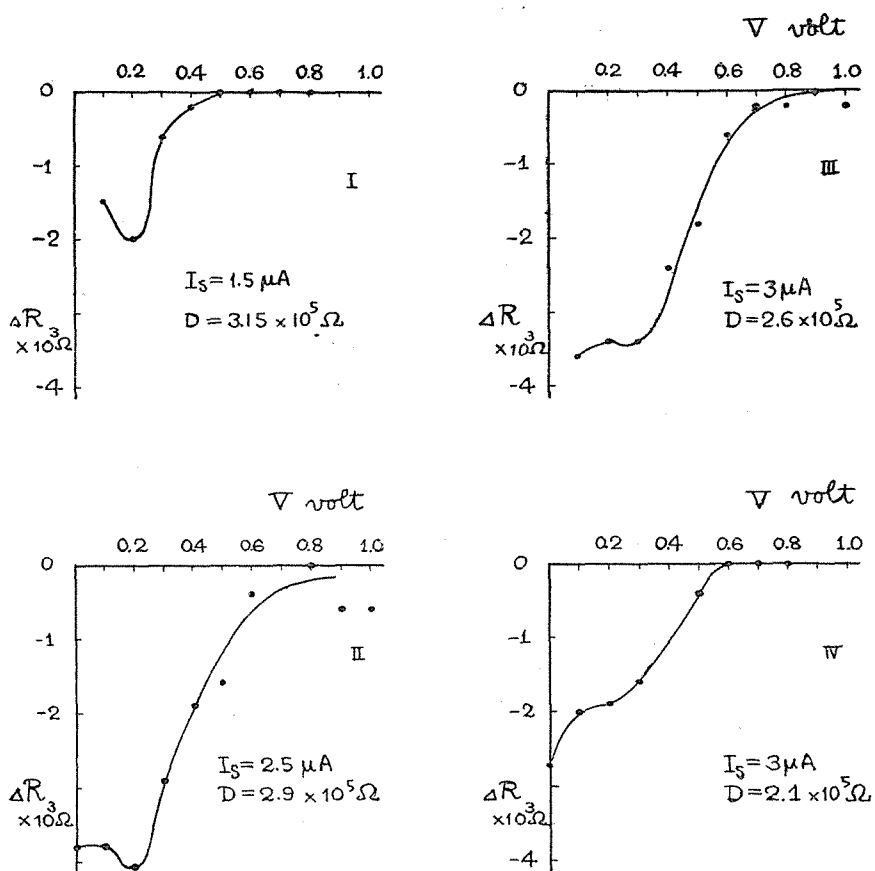 0.2 0.4 0.6 0.8 1.0
0
-1
-2
-4
I
I_S = 1.5 μA
D = 3.15 × 10^5 Ω
ΔR
×10^3 Ω
V volt
0.2 0.4 0.6 0.8 1.0
0
-1
-2
-4
III
I_S = 3 μA
D = 2.6 × 10^5 Ω
ΔR
×10^3 Ω
V volt
0.2 0.4 0.6 0.8 1.0
0
-1
-2
II
I_S = 2.5 μA
D = 2.9 × 10^5 Ω
ΔR
×10^3 Ω
V volt
0.2 0.4 0.6 0.8 1.0
0
-1
-2
-4
IV
I_S = 3 μA
D = 2.1 × 10^5 Ω
ΔR
×10^3 Ω